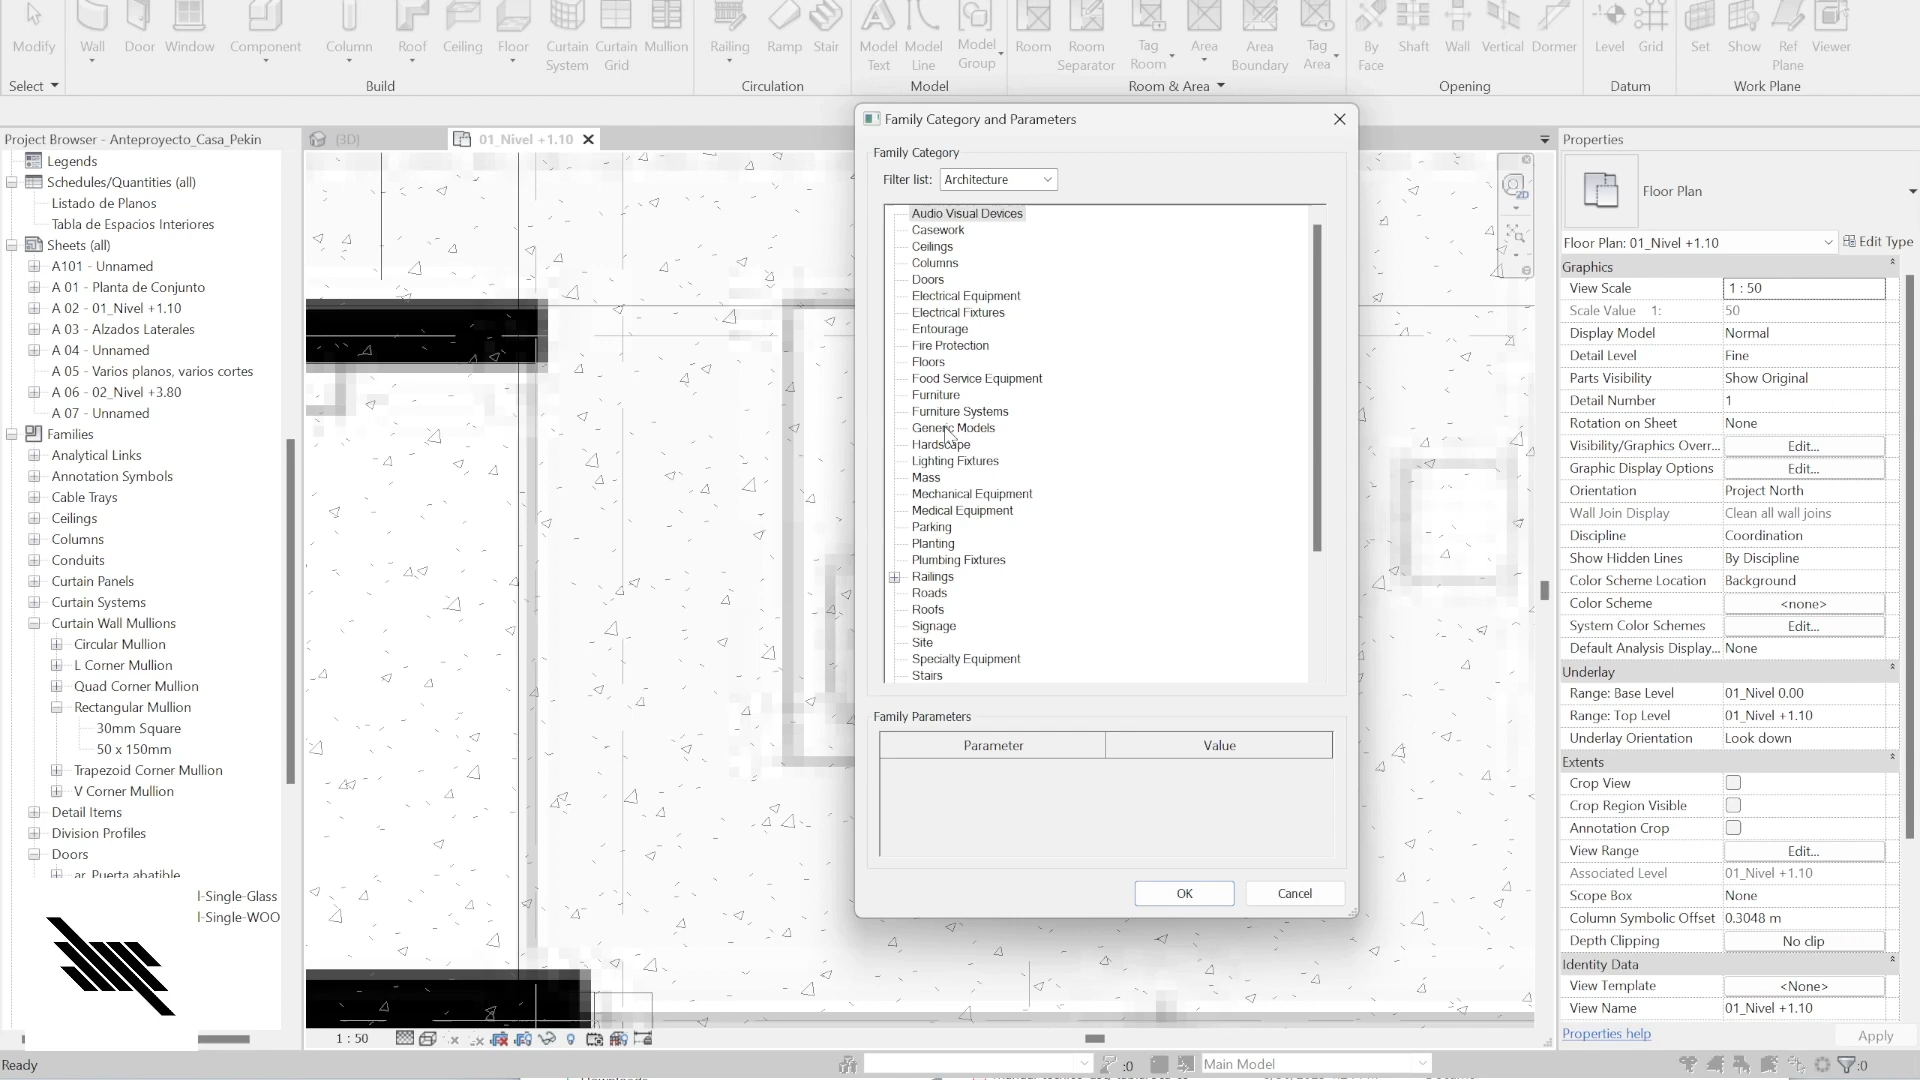 Modify
Wall
Door
Window
Component
Column
Roof
Ceiling
Floor
Curtain System
Curtain Grid
Mullion
Railing
Ramp
Stair
Model Text
Model Line
Model Group
Room
Room Separator
Tag Room
Area
Area Boundary
Tag Area
By Face
Shaft
Wall
Vertical
Dormer
Level
Grid
Set
Show
Ref Plane
Viewer
Select
Build
Circulation
Model
Room & Area
Opening
Datum
Work Plane
Project Browser - Anteproyecto_Casa_Pekin
Legends
Schedules/Quantities (all)
Listado de Planos
Tabla de Espacios Interiores
Sheets (all)
A101 - Unnamed
A 01 - Planta de Conjunto
A 02 - 01_Nivel +1.10
A 03 - Alzados Laterales
A 04 - Unnamed
A 05 - Varios planos, varios cortes
A 06 - 02_Nivel +3.80
A 07 - Unnamed
Families
Analytical Links
Annotation Symbols
Cable Trays
Ceilings
Columns
Conduits
Curtain Panels
Curtain Systems
Curtain Wall Mullions
Circular Mullion
L Corner Mullion
Quad Corner Mullion
Rectangular Mullion
30mm Square
50 x 150mm
Trapezoid Corner Mullion
V Corner Mullion
Detail Items
Division Profiles
Doors
ar_Puerta abatible
l-Single-Glass
l-Single-WOO
(3D)
01_Nivel +1.10
Family Category and Parameters
Family Category
Filter list: Architecture
Audio Visual Devices
Casework
Ceilings
Columns
Doors
Electrical Equipment
Electrical Fixtures
Entourage
Fire Protection
Floors
Food Service Equipment
Furniture
Furniture Systems
Generic Models
Hardscape
Lighting Fixtures
Mass
Mechanical Equipment
Medical Equipment
Parking
Planting
Plumbing Fixtures
Railings
Roads
Roofs
Signage
Site
Specialty Equipment
Stairs
Family Parameters
Parameter Value
OK Cancel
2D
Properties
Floor Plan
Floor Plan: 01_Nivel +1.10 Edit Type
Graphics
View Scale 1 : 50
Scale Value 1: 50
Display Model Normal
Detail Level Fine
Parts Visibility Show Original
Detail Number 1
Rotation on Sheet None
Visibility/Graphics Overr... Edit...
Graphic Display Options Edit...
Orientation Project North
Wall Join Display Clean all wall joins
Discipline Coordination
Show Hidden Lines By Discipline
Color Scheme Location Background
Color Scheme <none>
System Color Schemes Edit...
Default Analysis Display... None
Underlay
Range: Base Level 01_Nivel 0.00
Range: Top Level 01_Nivel +1.10
Underlay Orientation Look down
Extents
Crop View
Crop Region Visible
Annotation Crop
View Range Edit...
Associated Level 01_Nivel +1.10
Scope Box None
Column Symbolic Offset 0.3048 m
Depth Clipping No clip
Identity Data
View Template <None>
View Name 01_Nivel +1.10
Properties help Apply
1 : 50
Ready
:0
Main Model
:0